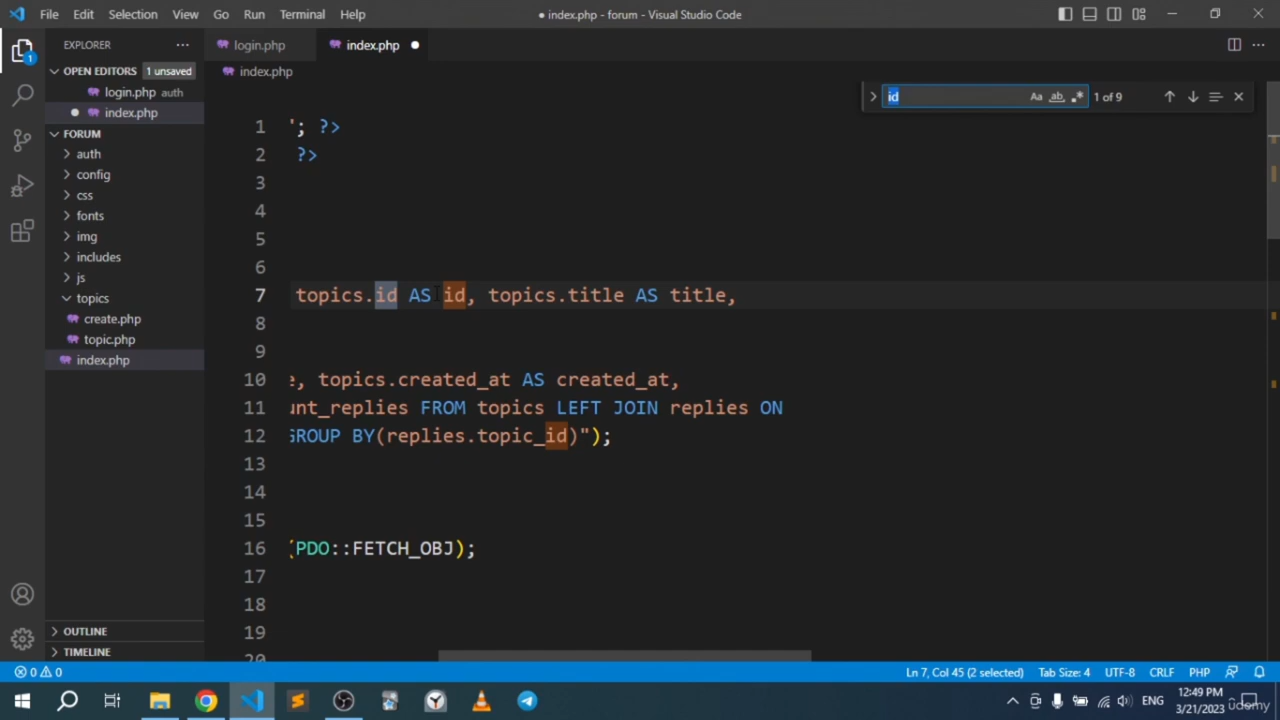 File Edit Selection View Go Run Terminal Help
● index.php - forum - Visual Studio Code
EXPLORER
login.php
index.php
OPEN EDITORS 1 unsaved
index.php
login.php auth
index.php
id
Aa ab .* 1 of 9
FORUM
auth
config
css
fonts
img
includes
js
topics
create.php
topic.php
index.php
OUTLINE
TIMELINE
1 '; ?>
2 ?>
3
4
5
6
7 topics.id AS id, topics.title AS title,
8
9
10 e, topics.created_at AS created_at,
11 unt_replies FROM topics LEFT JOIN replies ON
12 GROUP BY(replies.topic_id)");
13
14
15
16 (PDO::FETCH_OBJ);
17
18
19
20
0 0 Ln 7, Col 45 (2 selected) Tab Size: 4 UTF-8 CRLF PHP
ENG
12:49 PM
3/21/2023
1
udemy